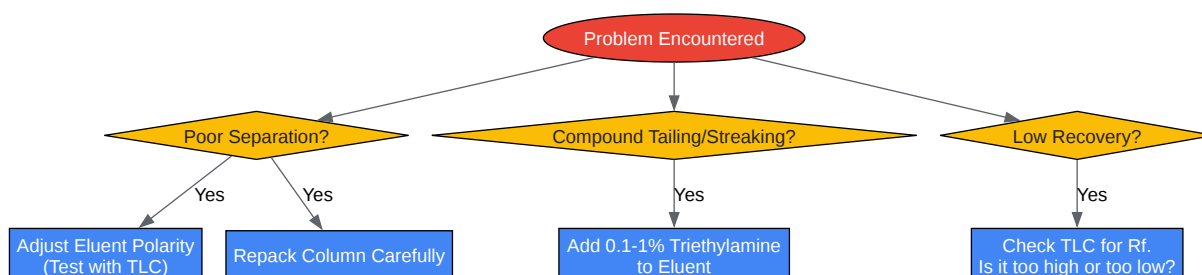 Problem Encountered
Poor Separation?
Compound Tailing/Streaking?
Low Recovery?
Yes
Yes
Yes
Yes
Adjust Eluent Polarity
(Test with TLC)
Repack Column Carefully
Add 0.1-1% Triethylamine
to Eluent
Check TLC for Rf.
Is it too high or too low?